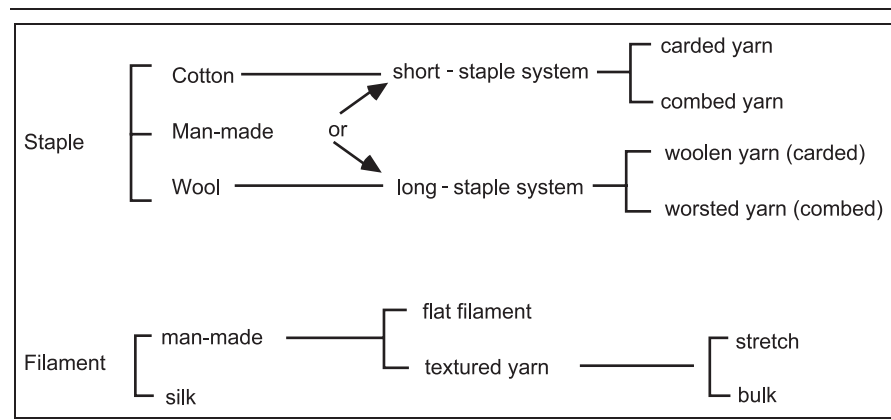 Staple
Cotton
Man-made
Wool
or
short - staple system
long - staple system
carded yarn
combed yarn
woolen yarn (carded)
worsted yarn (combed)
Filament
man-made
silk
flat filament
textured yarn
stretch
bulk